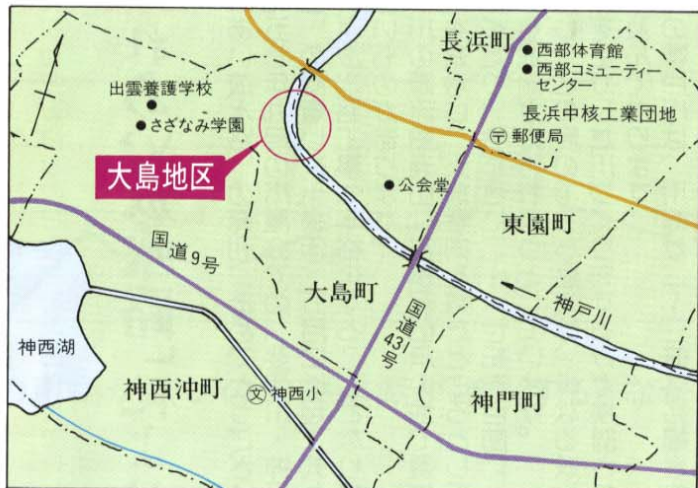 長浜町
西部体育館
西部コミュニティー
センター
出雲養護学校
さざなみ学園
長浜中核工業団地
〒郵便局
大島地区
公会堂
東園町
国道9号
大島町
神戸川
国道431号
神西湖
神西沖町
文 神西小
神門町